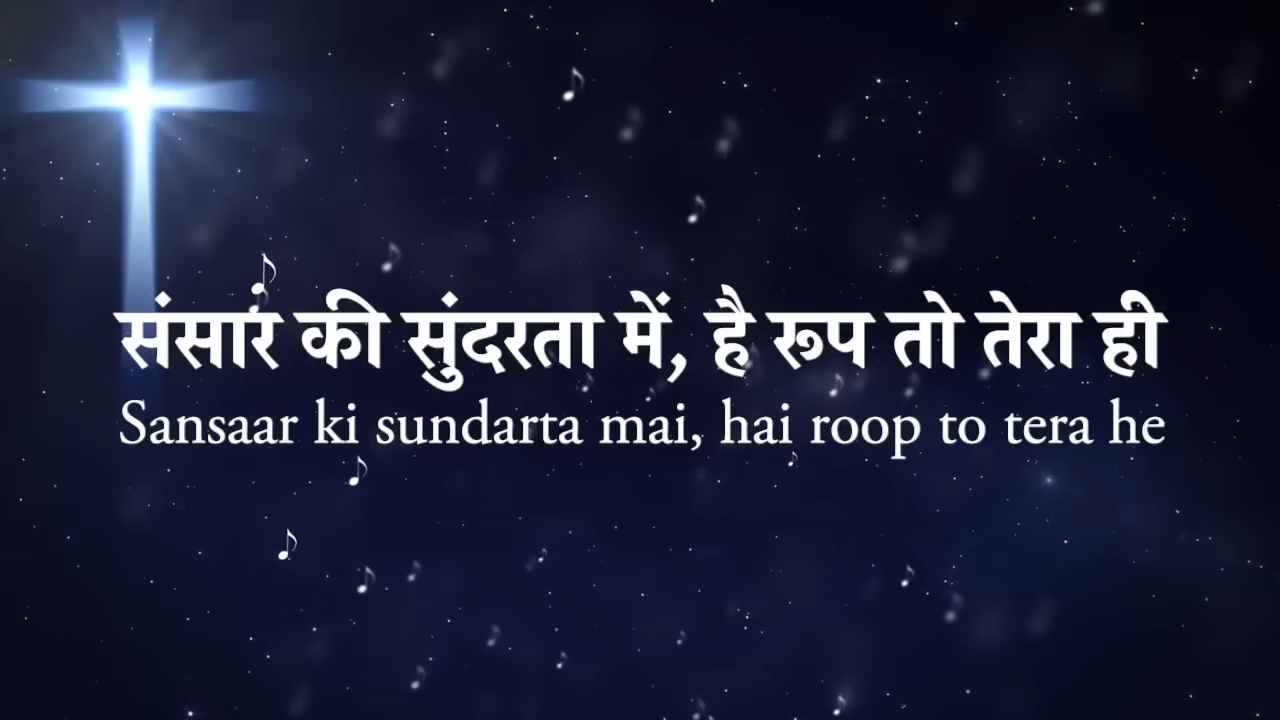 संसार की सुंदरता में, है रूप तो तेरा ही
Sansaar ki sundarta mai, hai roop to tera he